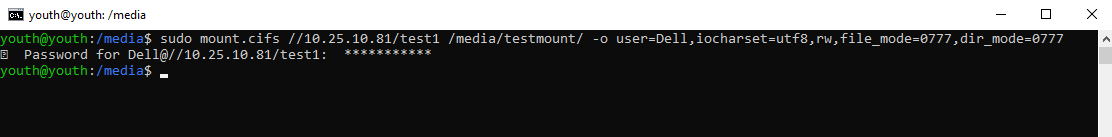 youth@youth: /media
youth@youth:/media$ sudo mount.cifs //10.25.10.81/test1 /media/testmount/ -o user=Dell,iocharset=utf8,rw,file_mode=0777,dir_mode=0777
Password for Dell@//10.25.10.81/test1:  ***********
youth@youth:/media$